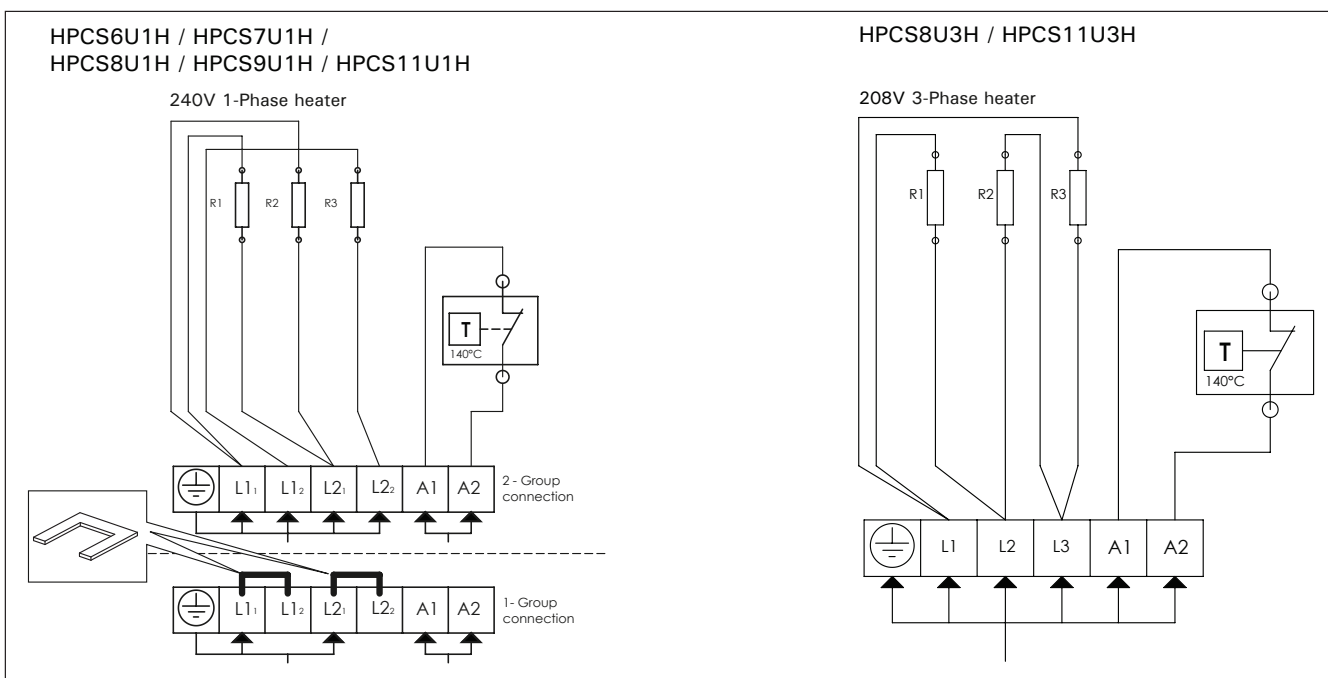 HPCS6U1H / HPCS7U1H /
HPCS8U1H / HPCS9U1H / HPCS11U1H
240V 1-Phase heater
R1 R2 R3
T
140°C
L1₁ L1₂ L2₁ L2₂ A1 A2
2 - Group
connection
L1₁ L1₂ L2₁ L2₂ A1 A2
1- Group
connection
HPCS8U3H / HPCS11U3H
208V 3-Phase heater
R1 R2 R3
T
140°C
L1 L2 L3 A1 A2